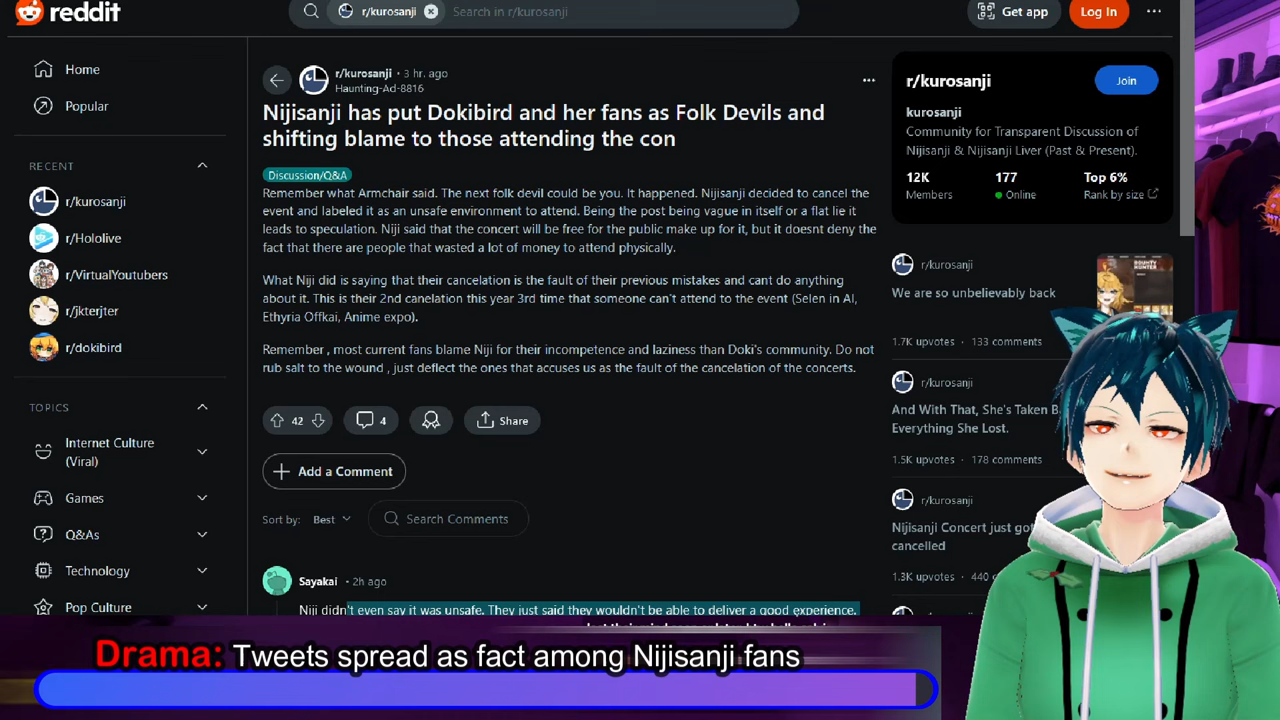 reddit
r/kurosanji
Search in r/kurosanji
Get app
Log In
Home
Popular
RECENT
r/kurosanji
r/Hololive
r/VirtualYoutubers
r/jkterjter
r/dokibird
TOPICS
Internet Culture
(Viral)
Games
Q&As
Technology
Pop Culture
r/kurosanji • 3 hr. ago
Haunting-Ad-8816
Nijisanji has put Dokibird and her fans as Folk Devils and
shifting blame to those attending the con
Discussion/Q&A
Remember what Armchair said. The next folk devil could be you. It happened. Nijisanji decided to cancel the
event and labeled it as an unsafe environment to attend. Being the post being vague in itself or a flat lie it
leads to speculation. Niji said that the concert will be free for the public make up for it, but it doesnt deny the
fact that there are people that wasted a lot of money to attend physically.
What Niji did is saying that their cancelation is the fault of their previous mistakes and cant do anything
about it. This is their 2nd canelation this year 3rd time that someone can't attend to the event (Selen in AI,
Ethyria Offkai, Anime expo).
Remember , most current fans blame Niji for their incompetence and laziness than Doki's community. Do not
rub salt to the wound , just deflect the ones that accuses us as the fault of the cancelation of the concerts.
42
4
Share
Add a Comment
Sort by: Best
Search Comments
Sayakai • 2h ago
Niji didn't even say it was unsafe. They just said they wouldn't be able to deliver a good experience.
r/kurosanji
Join
kurosanji
Community for Transparent Discussion of
Nijisanji & Nijisanji Liver (Past & Present).
12K
177
Top 6%
Members
Online
Rank by size
r/kurosanji
We are so unbelievably back
BOUNTY
HUNTER
1.7K upvotes • 133 comments
r/kurosanji
And With That, She's Taken
Everything She Lost.
1.5K upvotes • 178 comments
r/kurosanji
Nijisanji Concert just
cancelled
1.3K upvotes • 440
Drama: Tweets spread as fact among Nijisanji fans